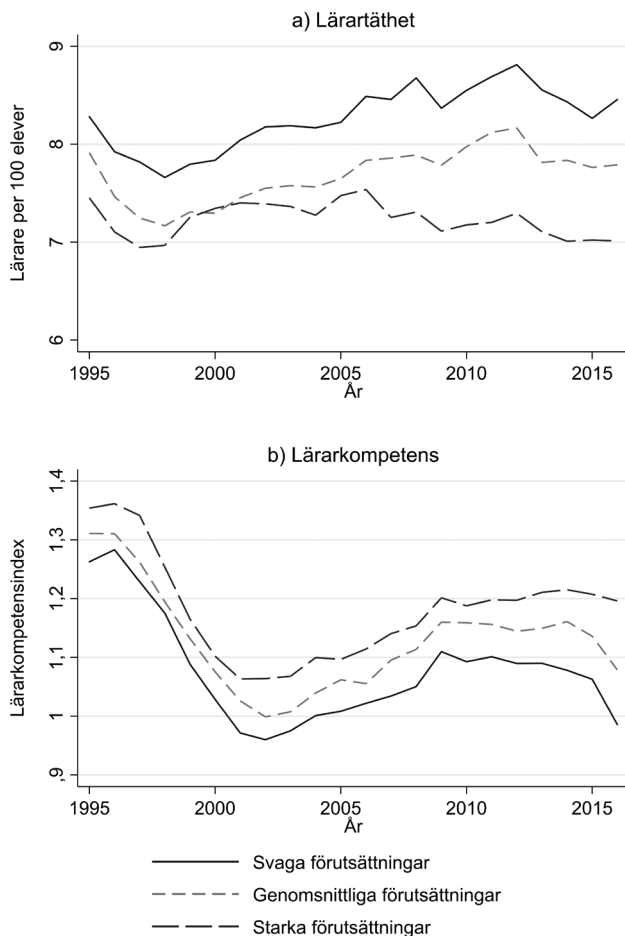 a) Lärartäthet
Lärare per 100 elever
9
8
7
6
1995 2000 2005 2010 2015
År
b) Lärarkompetens
Lärarkompetensindex
1,4
1,3
1,2
1,1
1
,9
1995 2000 2005 2010 2015
År
Svaga förutsättningar
Genomsnittliga förutsättningar
Starka förutsättningar